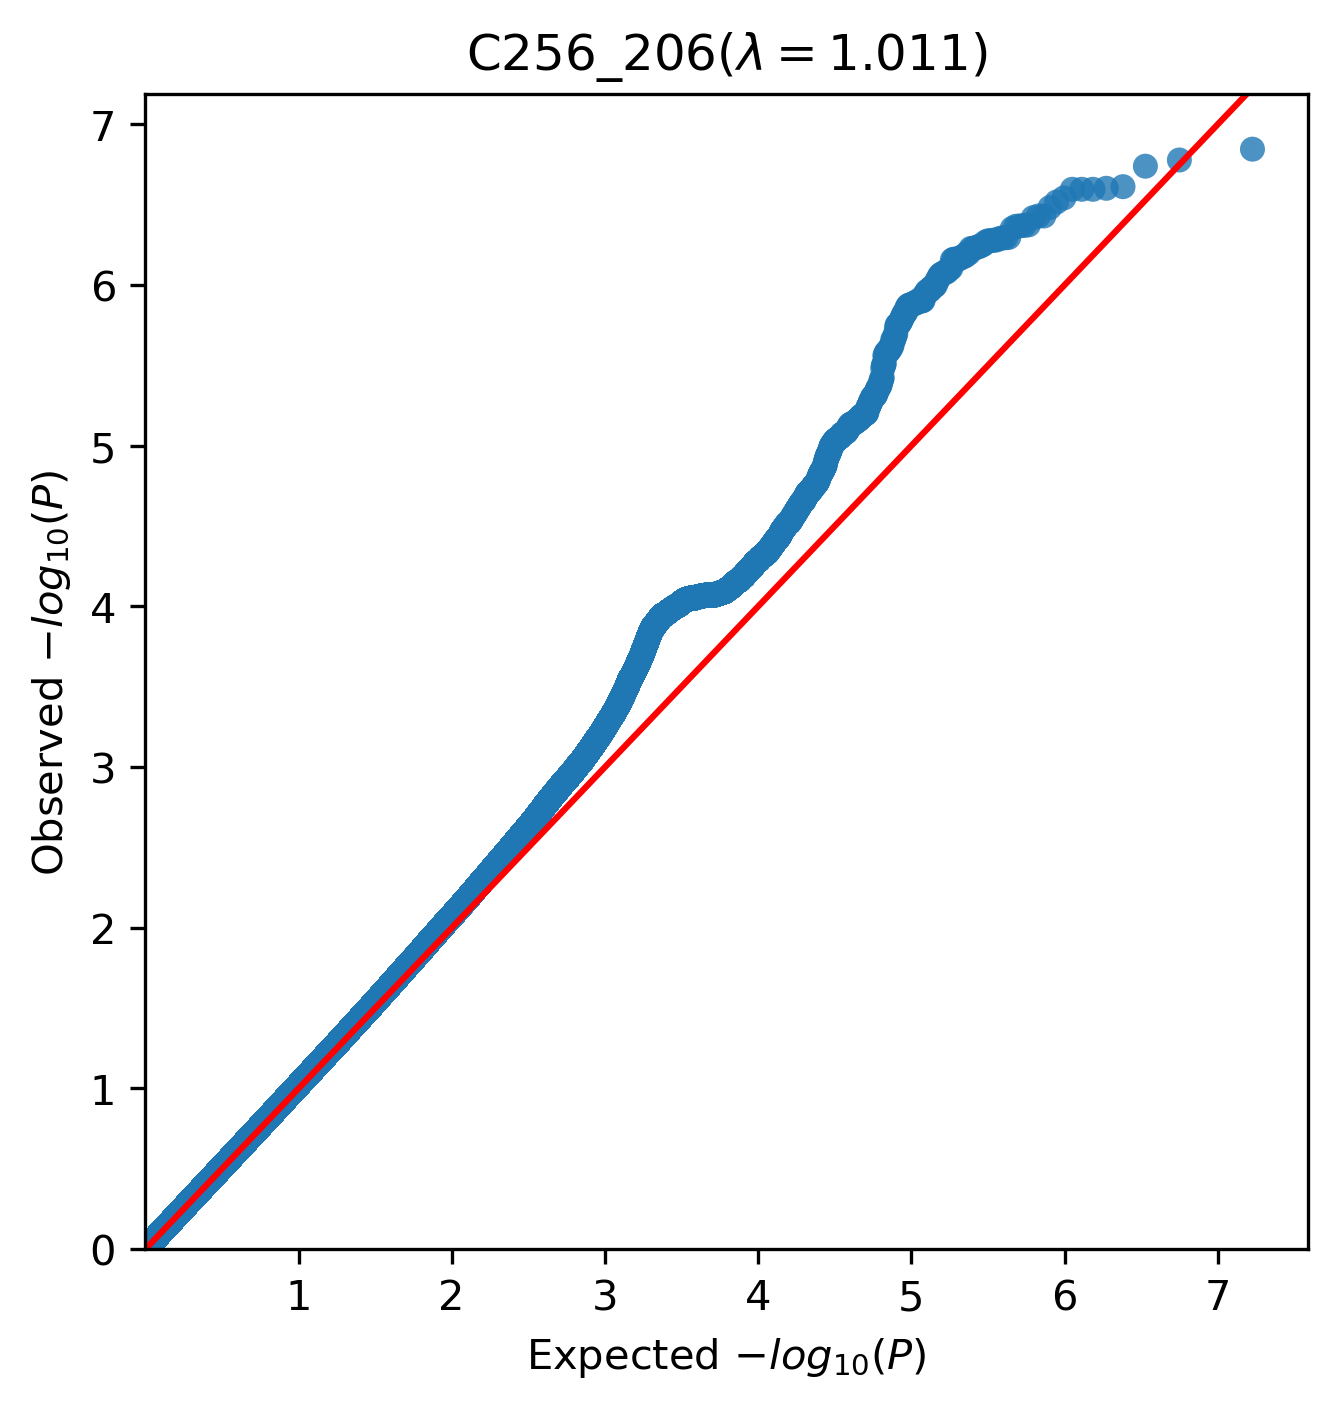 C256_206(λ = 1.011)
7
6
5
4
3
2
1
0
Observed −log₁₀(P)
1 2 3 4 5 6 7
Expected −log₁₀(P)